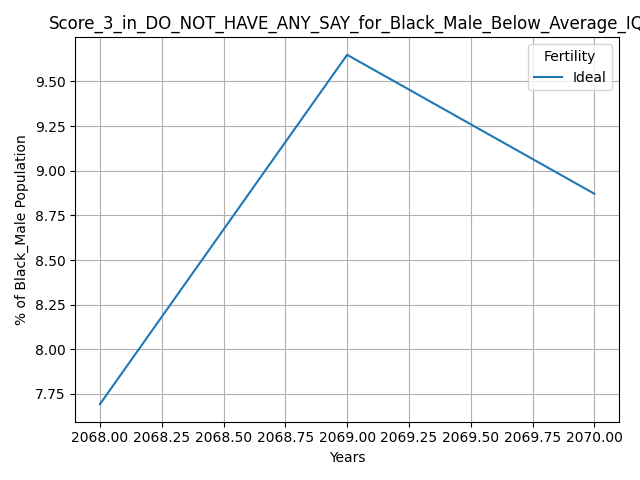 Score_3_in_DO_NOT_HAVE_ANY_SAY_for_Black_Male_Below_Average_IQ
Fertility
Ideal
9.50
9.25
9.00
8.75
8.50
8.25
8.00
7.75
% of Black_Male Population
2068.00 2068.25 2068.50 2068.75 2069.00 2069.25 2069.50 2069.75 2070.00
Years